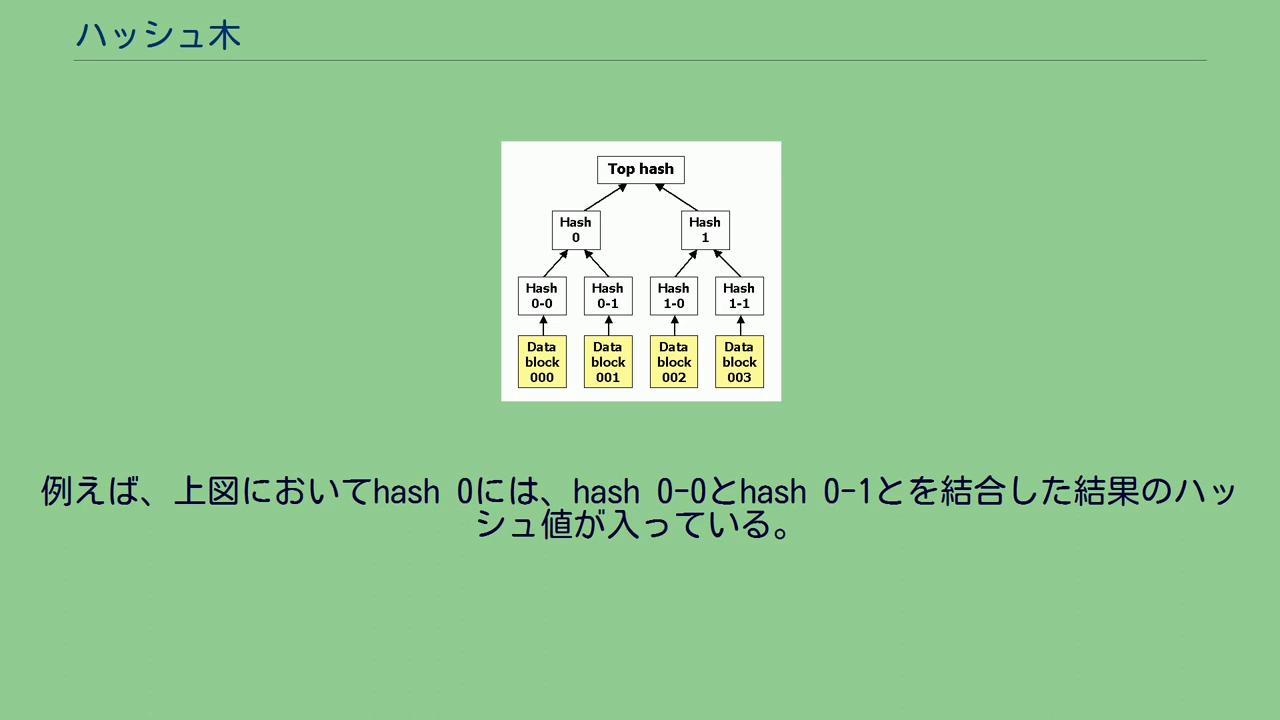 ハッシュ木
Top hash
Hash
0
Hash
1
Hash
0-0
Hash
0-1
Hash
1-0
Hash
1-1
Data
block
000
Data
block
001
Data
block
002
Data
block
003
例えば、上図においてhash 0には、hash 0-0とhash 0-1とを結合した結果のハッ
シュ値が入っている。